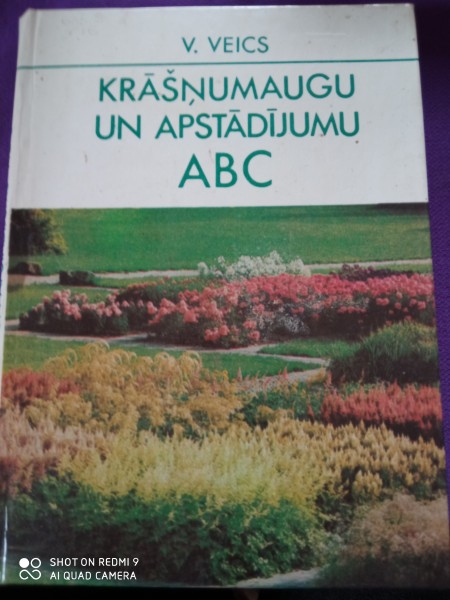 V. VEICS
KRĀŠŅUMAUGU
UN APSTĀDĪJUMU
ABC
SHOT ON REDMI 9
AI QUAD CAMERA